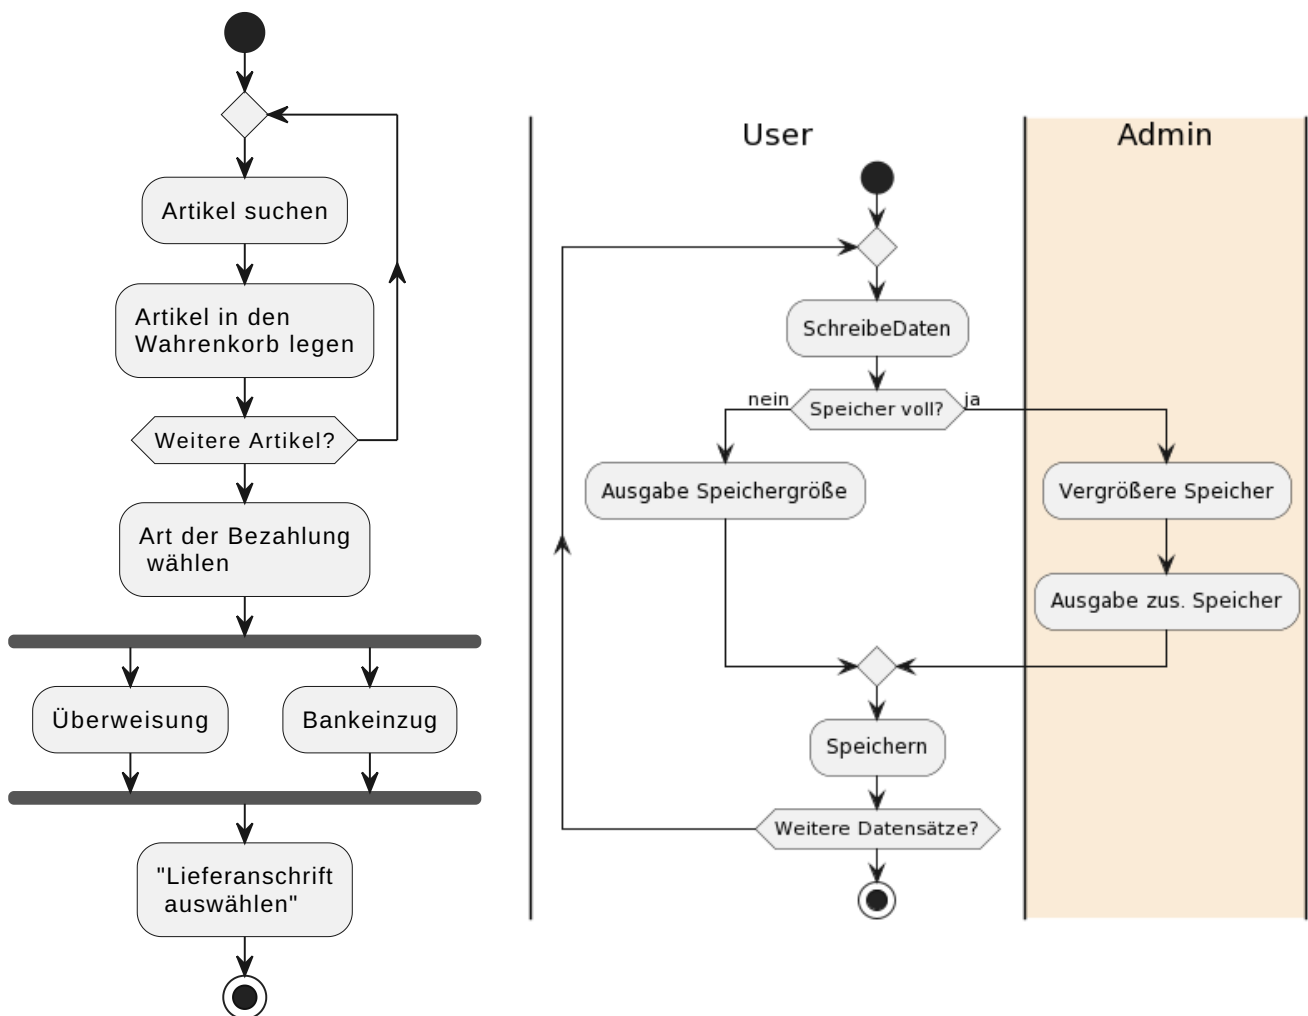 Artikel suchen
Artikel in den
Wahrenkorb legen
Weitere Artikel?
Art der Bezahlung
wählen
Überweisung
Bankeinzug
"Lieferanschrift
auswählen"
User
Admin
SchreibeDaten
nein
Speicher voll?
ja
Ausgabe Speichergröße
Vergrößere Speicher
Ausgabe zus. Speicher
Speichern
Weitere Datensätze?